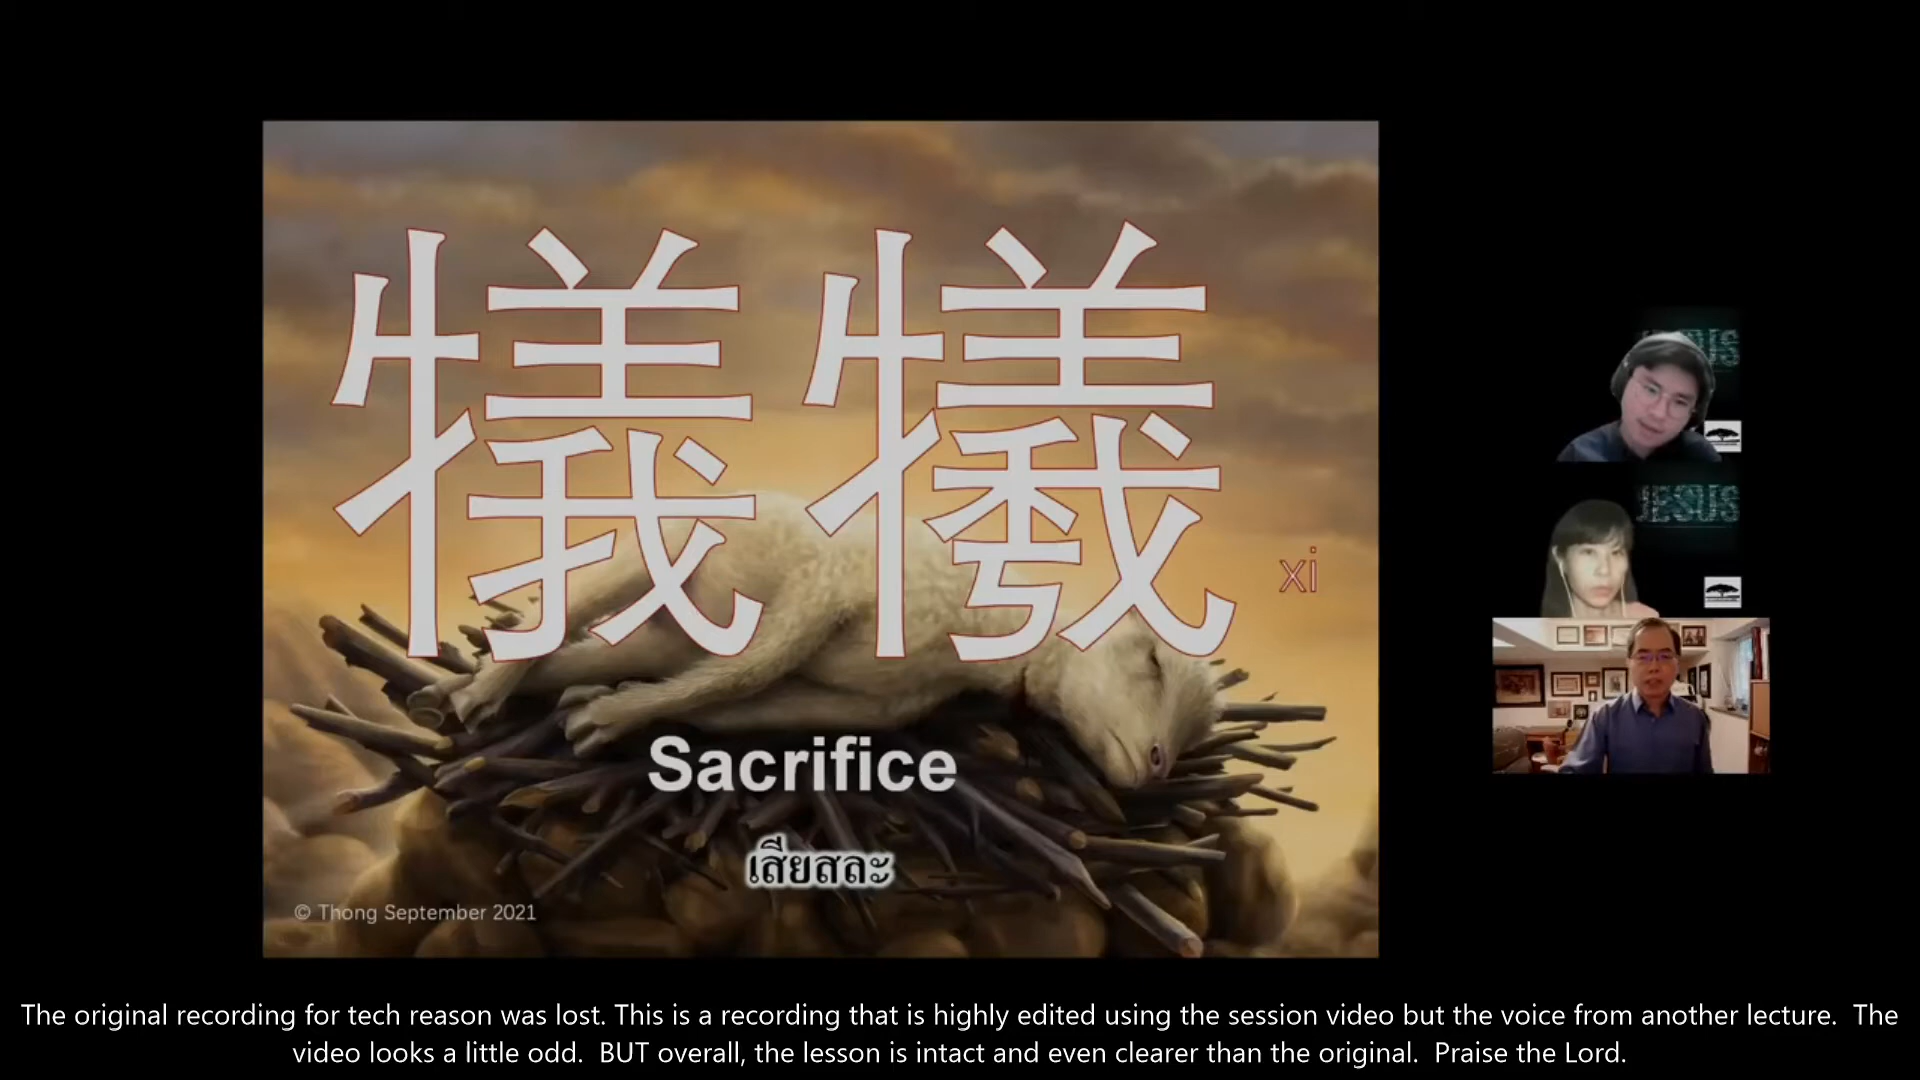 犠犧
xi
Sacrifice
เสียสละ
© Thong September 2021
JESUS
JESUS
The original recording for tech reason was lost. This is a recording that is highly edited using the session video but the voice from another lecture. The
video looks a little odd. BUT overall, the lesson is intact and even clearer than the original. Praise the Lord.